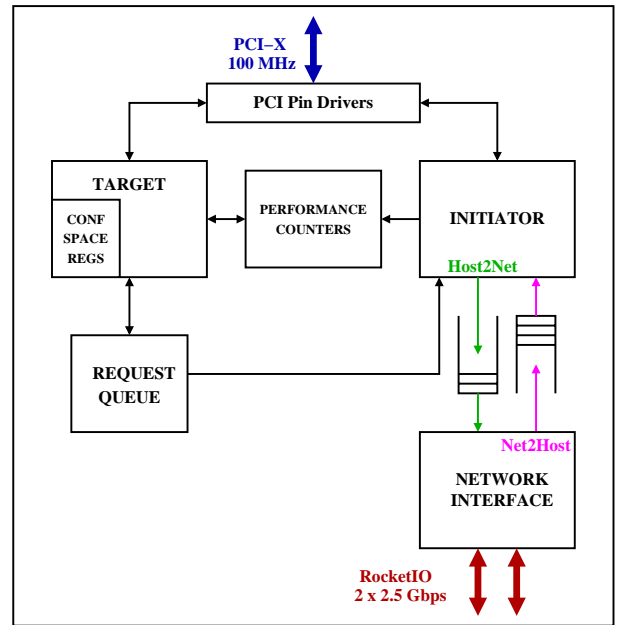 PCI−X
100 MHz
PCI Pin Drivers
TARGET
CONF
SPACE
REGS
PERFORMANCE
COUNTERS
INITIATOR
Host2Net
REQUEST
QUEUE
Net2Host
NETWORK
INTERFACE
RocketIO
2 x 2.5 Gbps